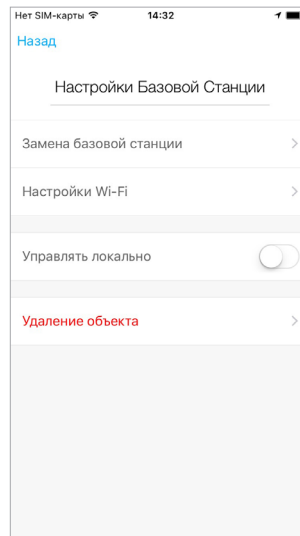 Нет SIM-карты 14:32
Назад
Настройки Базовой Станции
Замена базовой станции
Настройки Wi-Fi
Управлять локально
Удаление объекта